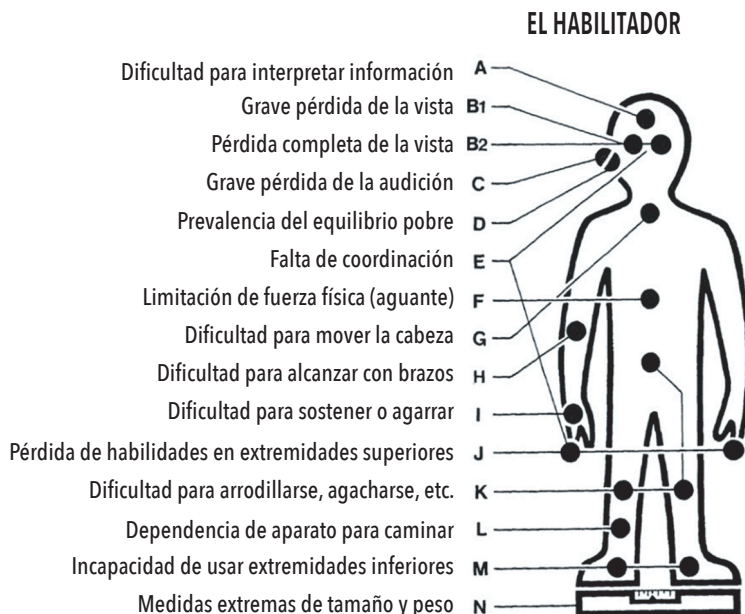 EL HABILITADOR
Dificultad para interpretar información A
Grave pérdida de la vista B1
Pérdida completa de la vista B2
Grave pérdida de la audición C
Prevalencia del equilibrio pobre D
Falta de coordinación E
Limitación de fuerza física (aguante) F
Dificultad para mover la cabeza G
Dificultad para alcanzar con brazos H
Dificultad para sostener o agarrar I
Pérdida de habilidades en extremidades superiores J
Dificultad para arrodillarse, agacharse, etc. K
Dependencia de aparato para caminar L
Incapacidad de usar extremidades inferiores M
Medidas extremas de tamaño y peso N